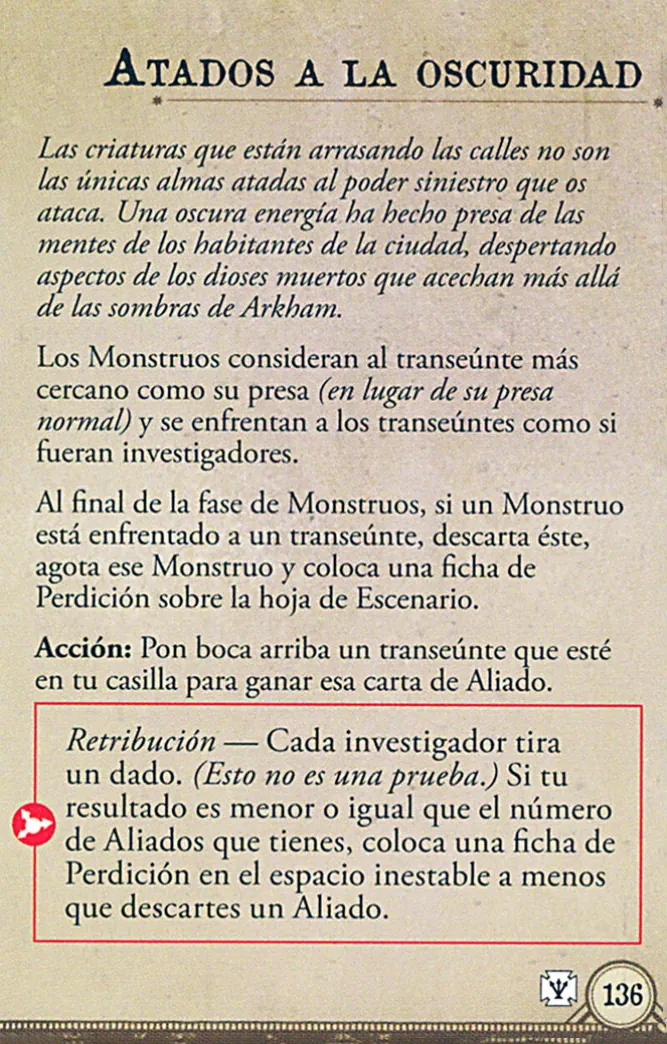 Atados a la oscuridad
Las criaturas que están arrasando las calles no son
las únicas almas atadas al poder siniestro que os
ataca. Una oscura energía ha hecho presa de las
mentes de los habitantes de la ciudad, despertando
aspectos de los dioses muertos que acechan más allá
de las sombras de Arkham.
Los Monstruos consideran al transeúnte más
cercano como su presa (en lugar de su presa
normal) y se enfrentan a los transeúntes como si
fueran investigadores.
Al final de la fase de Monstruos, si un Monstruo
está enfrentado a un transeúnte, descarta éste,
agota ese Monstruo y coloca una ficha de
Perdición sobre la hoja de Escenario.
Acción: Pon boca arriba un transeúnte que esté
en tu casilla para ganar esa carta de Aliado.
Retribución — Cada investigador tira
un dado. (Esto no es una prueba.) Si tu
resultado es menor o igual que el número
de Aliados que tienes, coloca una ficha de
Perdición en el espacio inestable a menos
que descartes un Aliado.
136